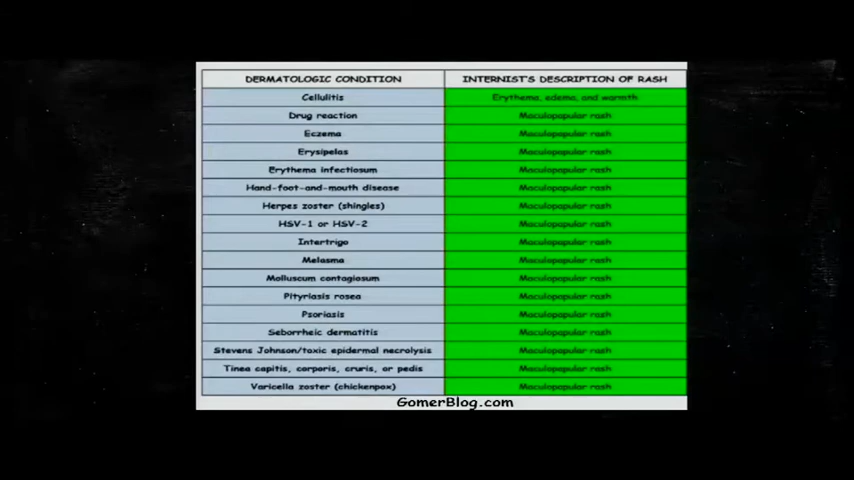 DERMATOLOGIC CONDITION INTERNIST'S DESCRIPTION OF RASH
Cellulitis Erythema, edema, and warmth
Drug reaction Maculopapular rash
Eczema Maculopapular rash
Erysipelas Maculopapular rash
Erythema infectiosum Maculopapular rash
Hand-foot-and-mouth disease Maculopapular rash
Herpes zoster (shingles) Maculopapular rash
HSV-1 or HSV-2 Maculopapular rash
Intertrigo Maculopapular rash
Melasma Maculopapular rash
Molluscum contagiosum Maculopapular rash
Pityriasis rosea Maculopapular rash
Psoriasis Maculopapular rash
Seborrheic dermatitis Maculopapular rash
Stevens Johnson/toxic epidermal necrolysis Maculopapular rash
Tinea capitis, corporis, cruris, or pedis Maculopapular rash
Varicella zoster (chickenpox) Maculopapular rash
GomerBlog.com